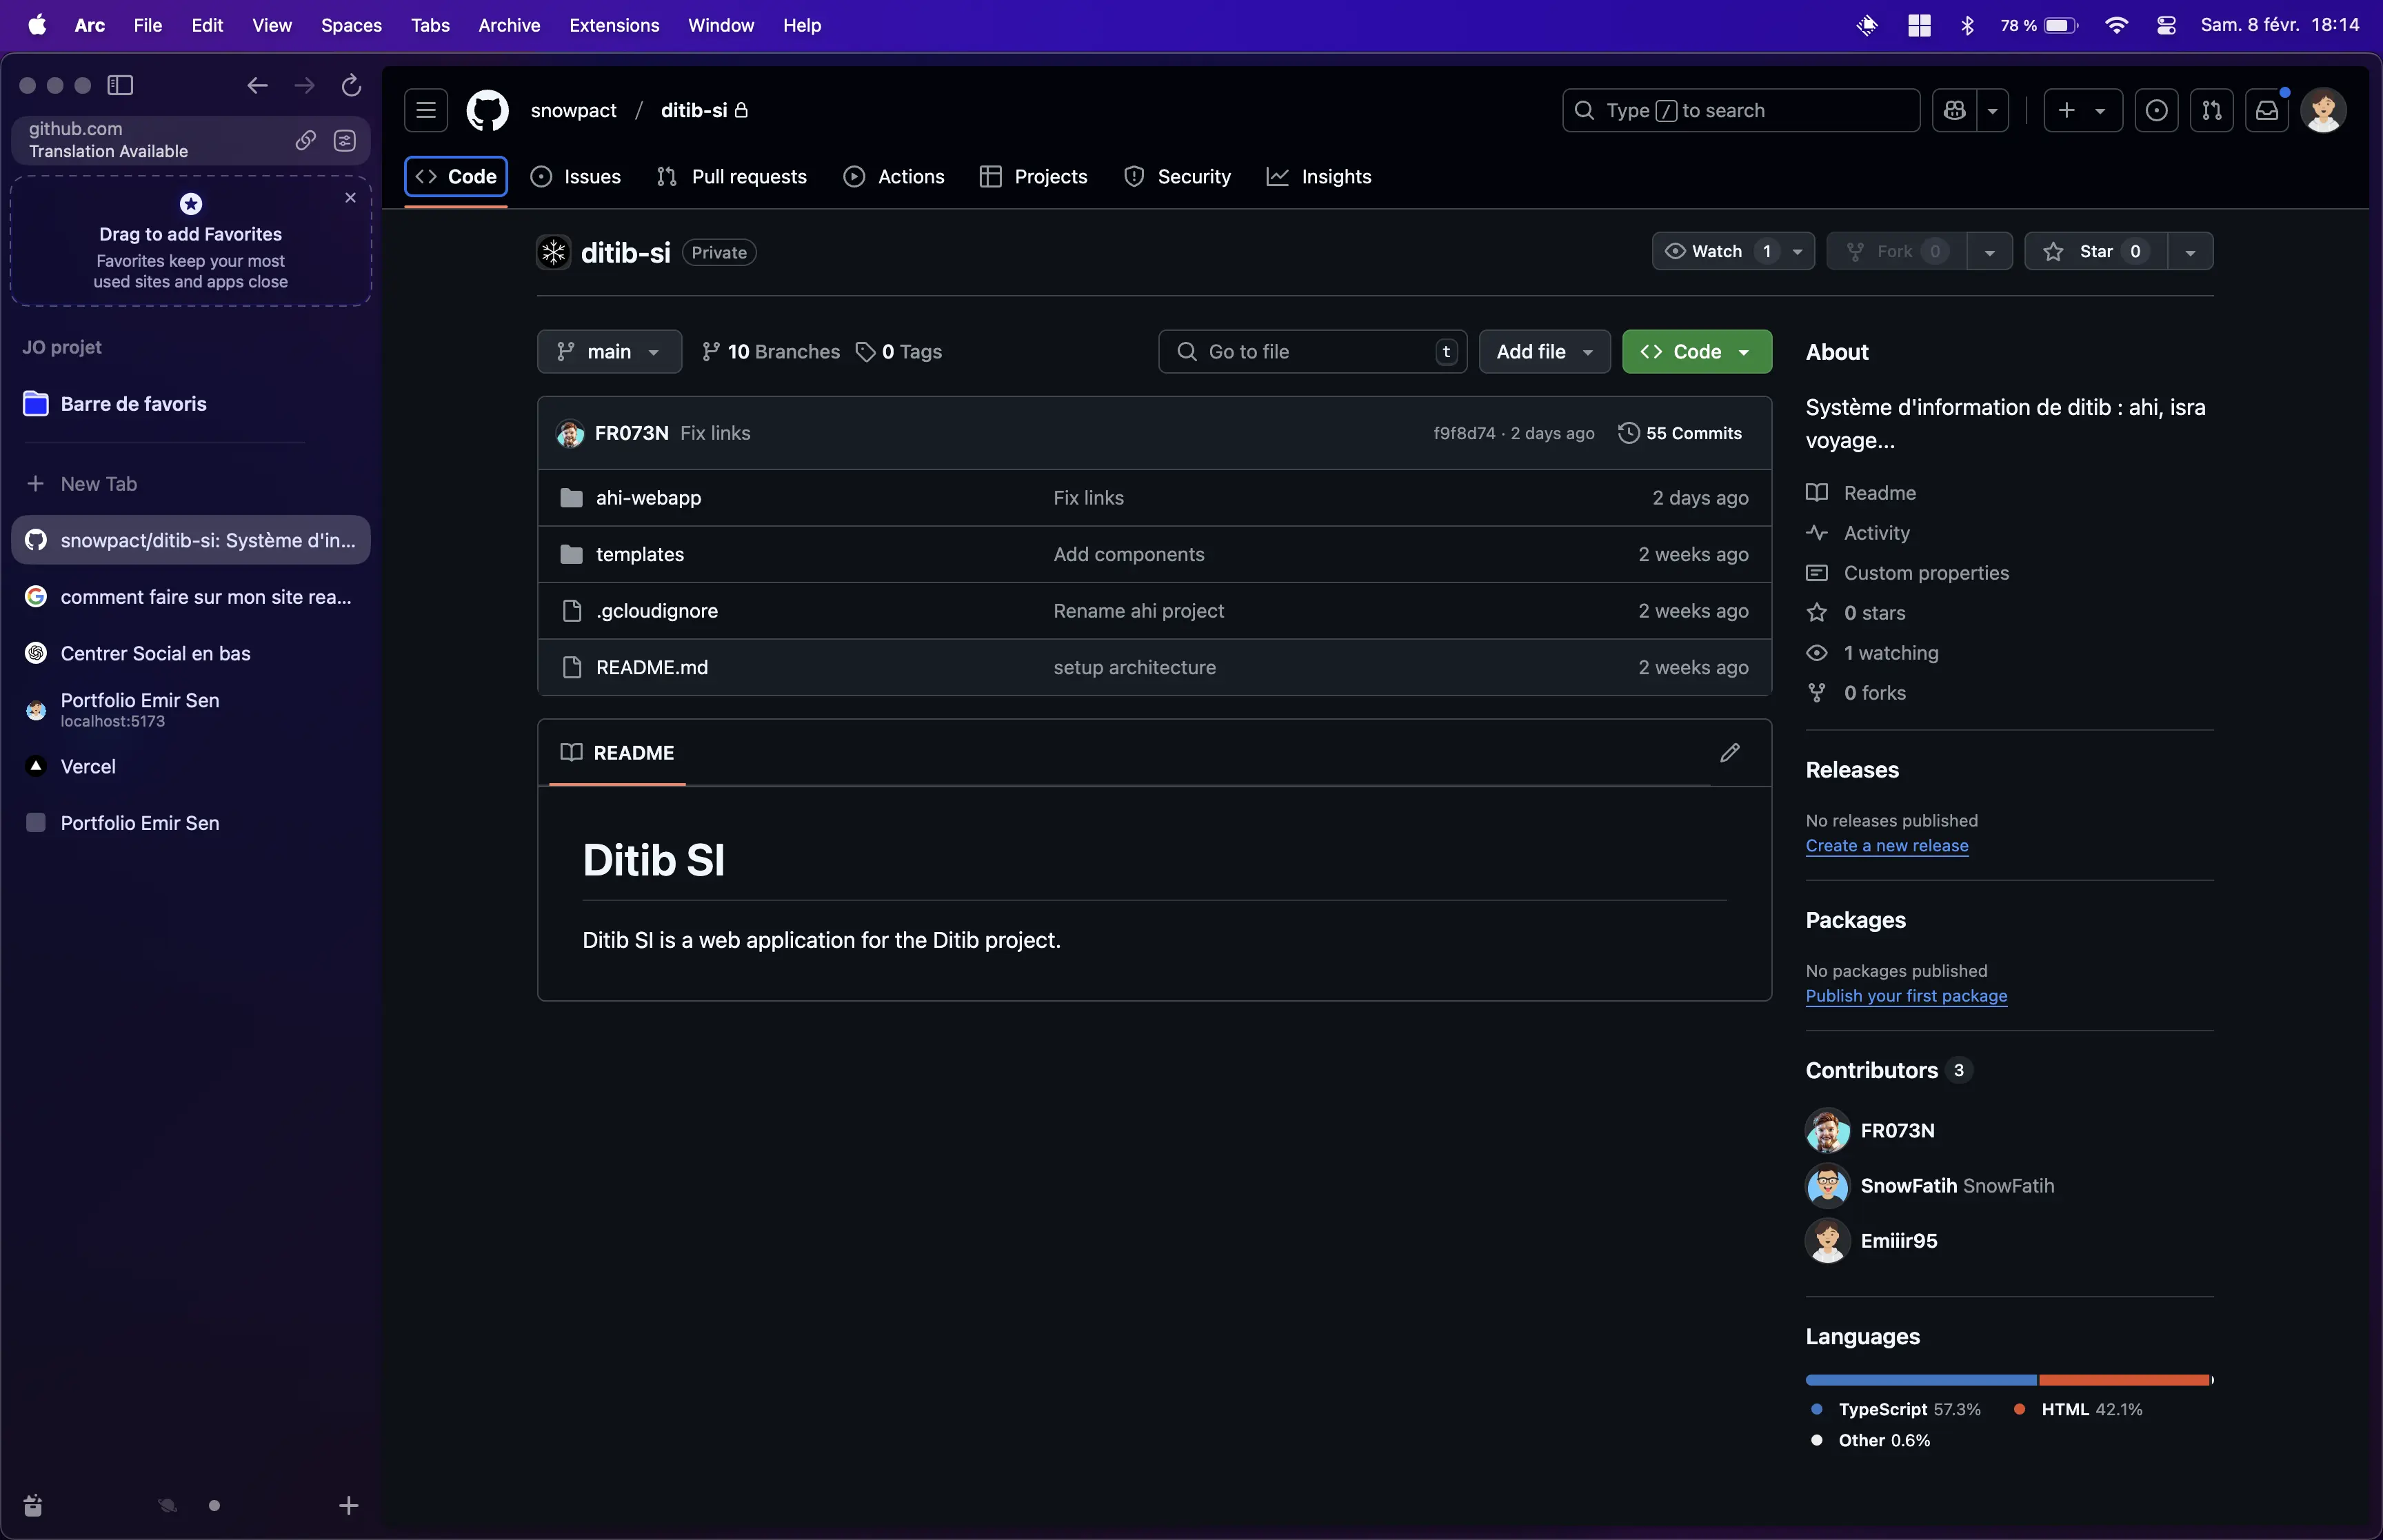 Arc File Edit View Spaces Tabs Archive Extensions Window Help 78 % Sam. 8 févr. 18:14
github.com
Translation Available
Drag to add Favorites
Favorites keep your most
used sites and apps close
JO projet
Barre de favoris
New Tab
snowpact/ditib-si: Système d'in...
comment faire sur mon site rea...
Centrer Social en bas
Portfolio Emir Sen
localhost:5173
Vercel
Portfolio Emir Sen
snowpact / ditib-si Type / to search
Code Issues Pull requests Actions Projects Security Insights
ditib-si Private Watch 1 Fork 0 Star 0
main 10 Branches 0 Tags Go to file t Add file Code
FR073N Fix links f9f8d74 · 2 days ago 55 Commits
ahi-webapp Fix links 2 days ago
templates Add components 2 weeks ago
.gcloudignore Rename ahi project 2 weeks ago
README.md setup architecture 2 weeks ago
README
Ditib SI
Ditib SI is a web application for the Ditib project.
About
Système d'information de ditib : ahi, isra
voyage...
Readme
Activity
Custom properties
0 stars
1 watching
0 forks
Releases
No releases published
Create a new release
Packages
No packages published
Publish your first package
Contributors 3
FR073N
SnowFatih SnowFatih
Emiiir95
Languages
TypeScript 57.3% HTML 42.1%
Other 0.6%